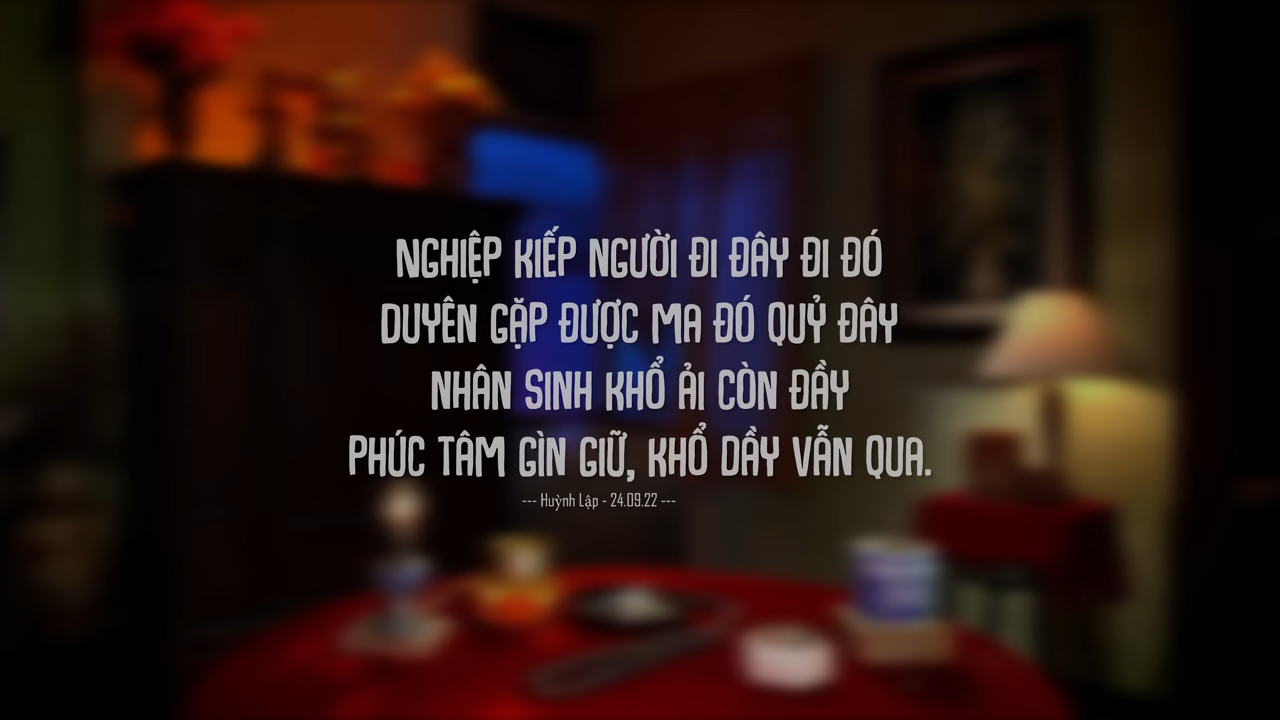 NGHIỆP KIẾP NGƯỜI ĐI ĐÂY ĐI ĐÓ
DUYÊN GẶP ĐƯỢC MA ĐÓ QUỶ ĐÂY
NHÂN SINH KHỔ ẢI CÒN ĐẦY
PHÚC TÂM GÌN GIỮ, KHỔ DẦY VẪN QUA.
--- Huỳnh Lập - 24.09.22 ---